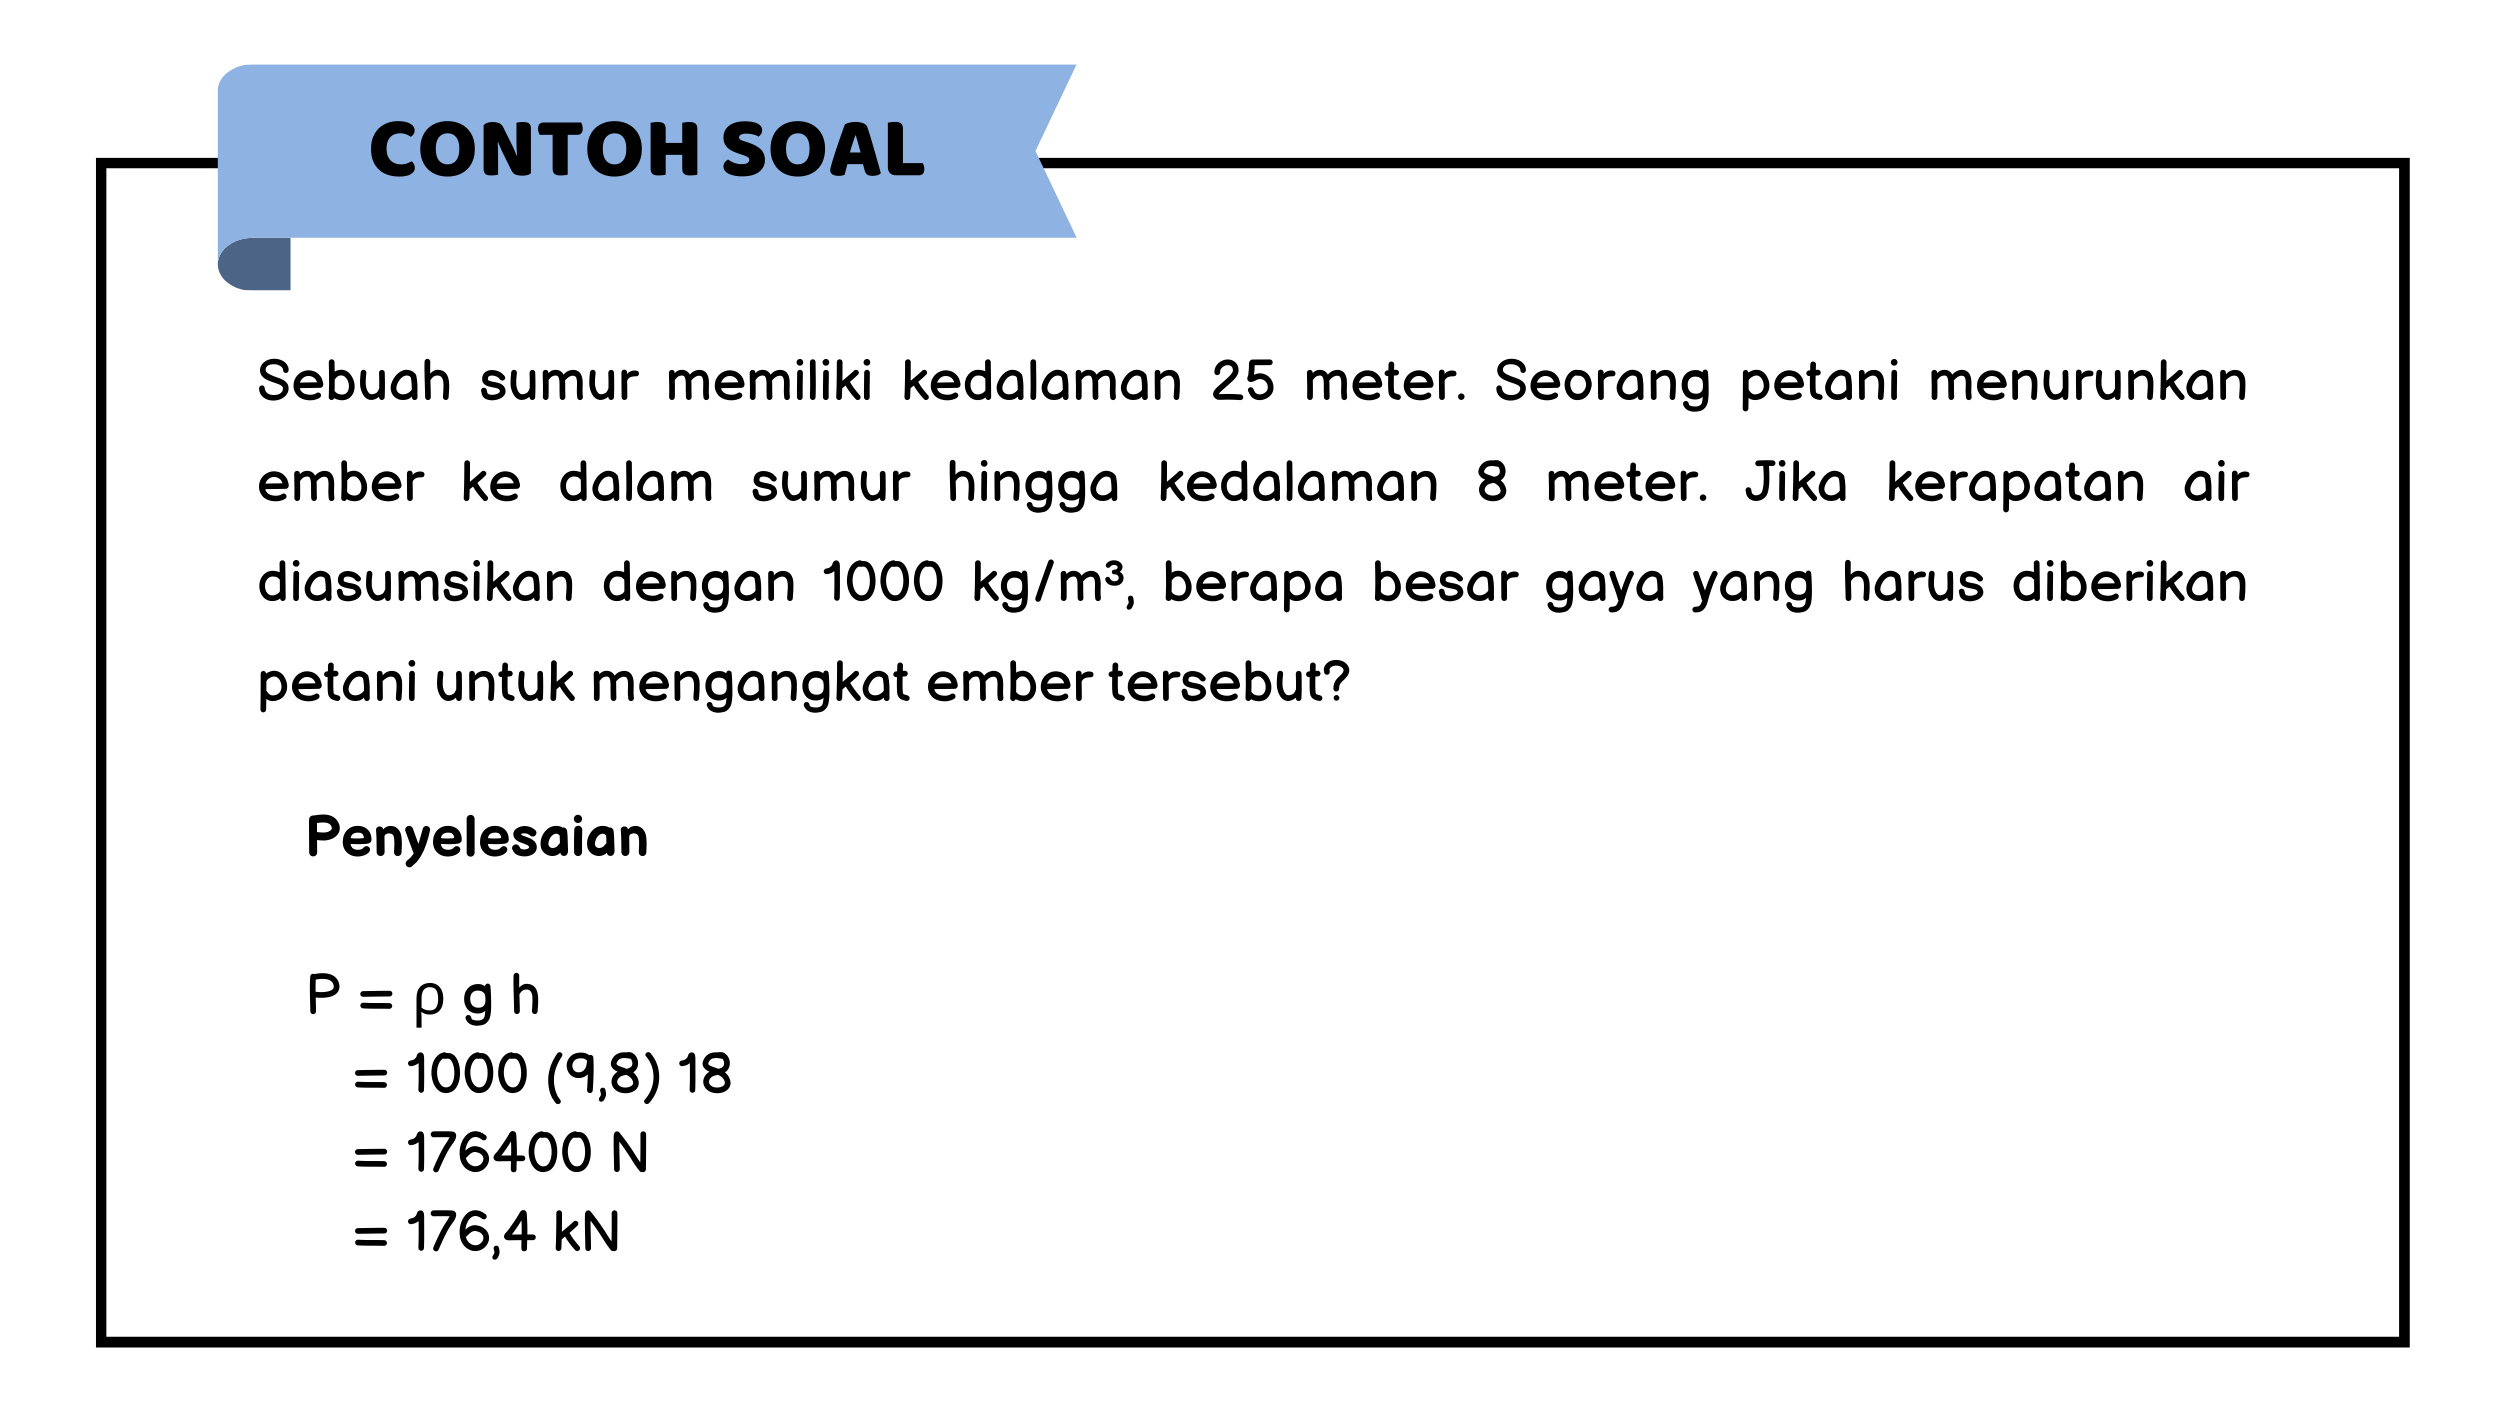 CONTOH SOAL
Sebuah sumur memiliki kedalaman 25 meter. Seorang petani menurunkan
ember ke dalam sumur hingga kedalaman 8 meter. Jika kerapatan air
diasumsikan dengan 1000 kg/m³, berapa besar gaya yang harus diberikan
petani untuk mengangkat ember tersebut?
Penyelesaian
P = ρ g h
= 1000 (9,8) 18
= 176400 N
= 176,4 kN